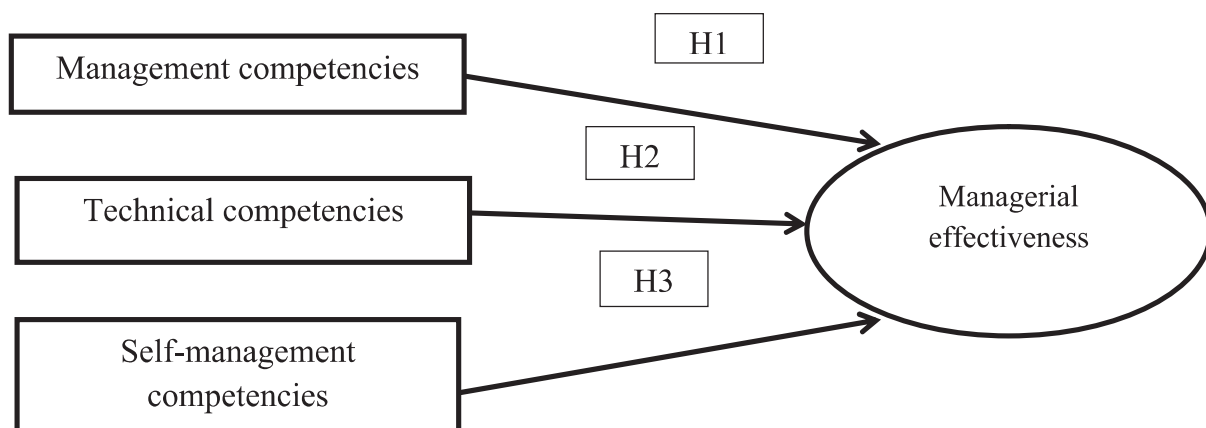 H1
Management competencies
H2
Technical competencies
Managerial
effectiveness
H3
Self-management
competencies